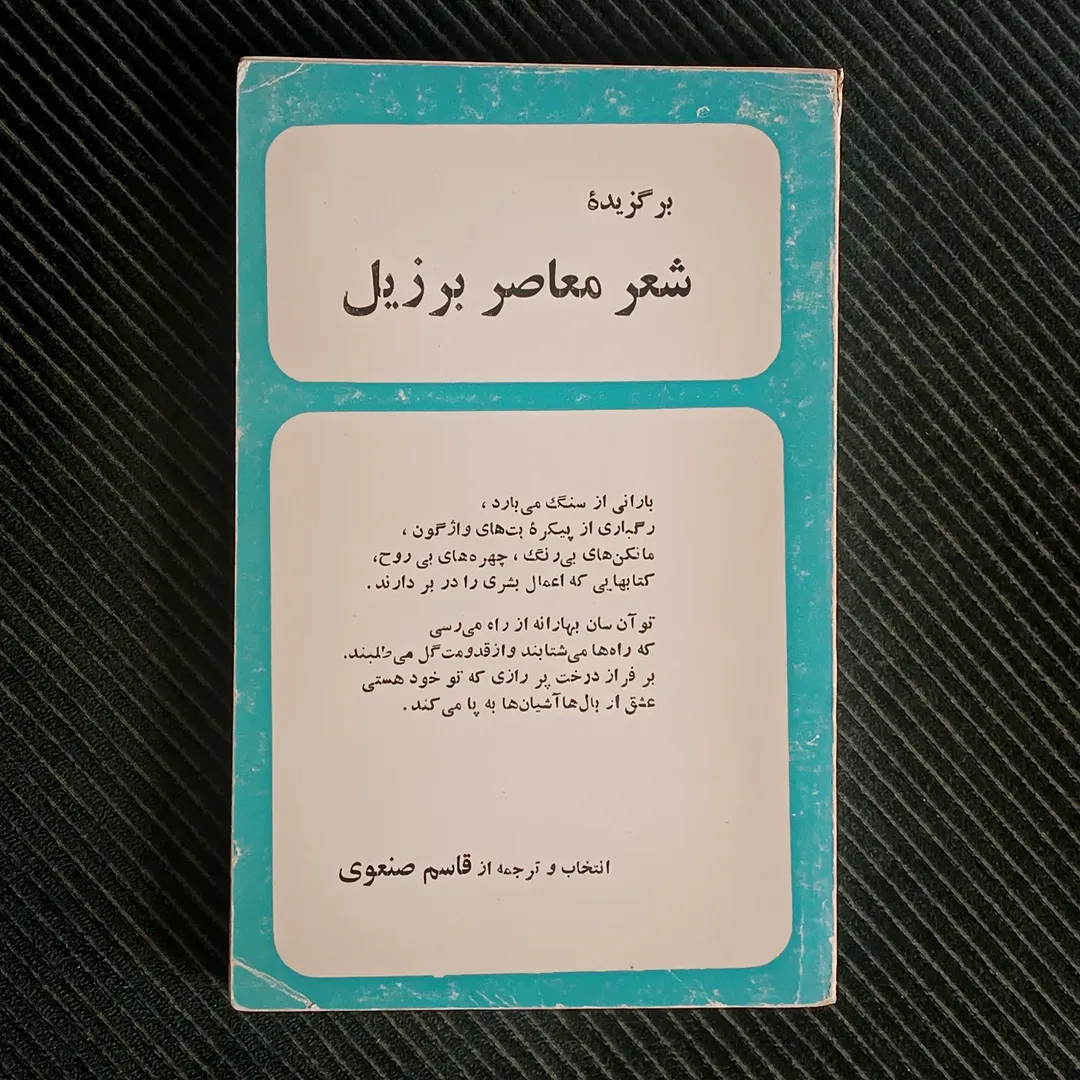 برگزیدهٔ
شعر معاصر برزیل
بارانی از سنگ می‌بارد،
رگباری از پیکرهٔ بت‌های واژگون،
مانکن‌های بی‌رنگ، چهره‌های بی روح،
کتابهایی که اعمال بشری را در بر دارند.
تو آن سان بهارانه از راه می‌رسی
که راه‌ها می‌شتابند و از قدومت گل می‌طلبند.
بر فراز درخت پر رازی که تو خود هستی
عشق از بال‌ها آشیان‌ها به پا می‌کند.
انتخاب و ترجمه از قاسم صنعوی